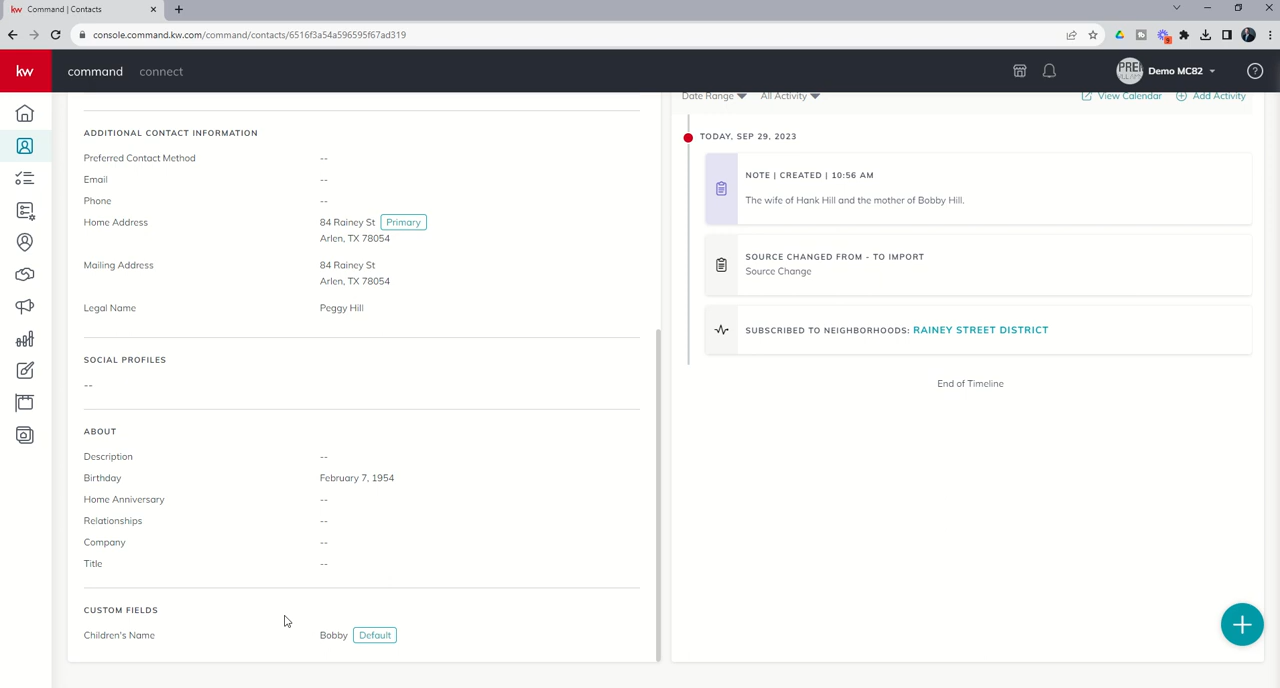 Command | Contacts
console.command.kw.com/command/contacts/6516f3a54a596595f67ad319
kw command connect
PREM
Demo MC82
Date Range All Activity View Calendar Add Activity
ADDITIONAL CONTACT INFORMATION
Preferred Contact Method --
Email --
Phone --
Home Address 84 Rainey St Primary
Arlen, TX 78054
Mailing Address 84 Rainey St
Arlen, TX 78054
Legal Name Peggy Hill
SOCIAL PROFILES
--
ABOUT
Description --
Birthday February 7, 1954
Home Anniversary --
Relationships --
Company --
Title --
CUSTOM FIELDS
Children's Name Bobby Default
TODAY, SEP 29, 2023
NOTE | CREATED | 10:56 AM
The wife of Hank Hill and the mother of Bobby Hill.
SOURCE CHANGED FROM - TO IMPORT
Source Change
SUBSCRIBED TO NEIGHBORHOODS: RAINEY STREET DISTRICT
End of Timeline